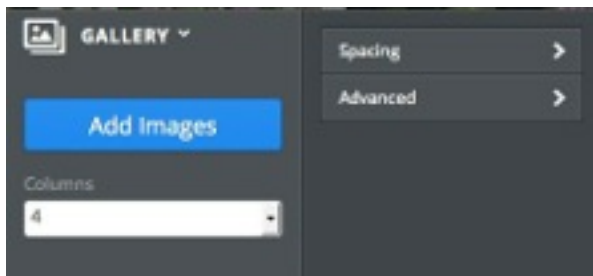 GALLERY
Add Images
Columns
4
Spacing
Advanced